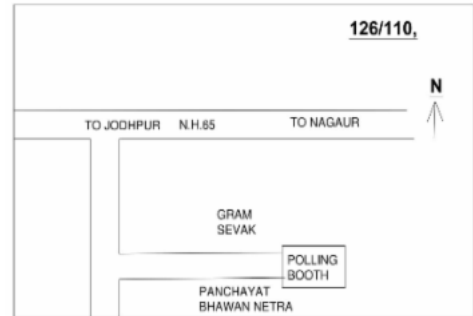 126/110,
N
TO JODHPUR N.H.65 TO NAGAUR
GRAM
SEVAK
POLLING
BOOTH
PANCHAYAT
BHAWAN NETRA